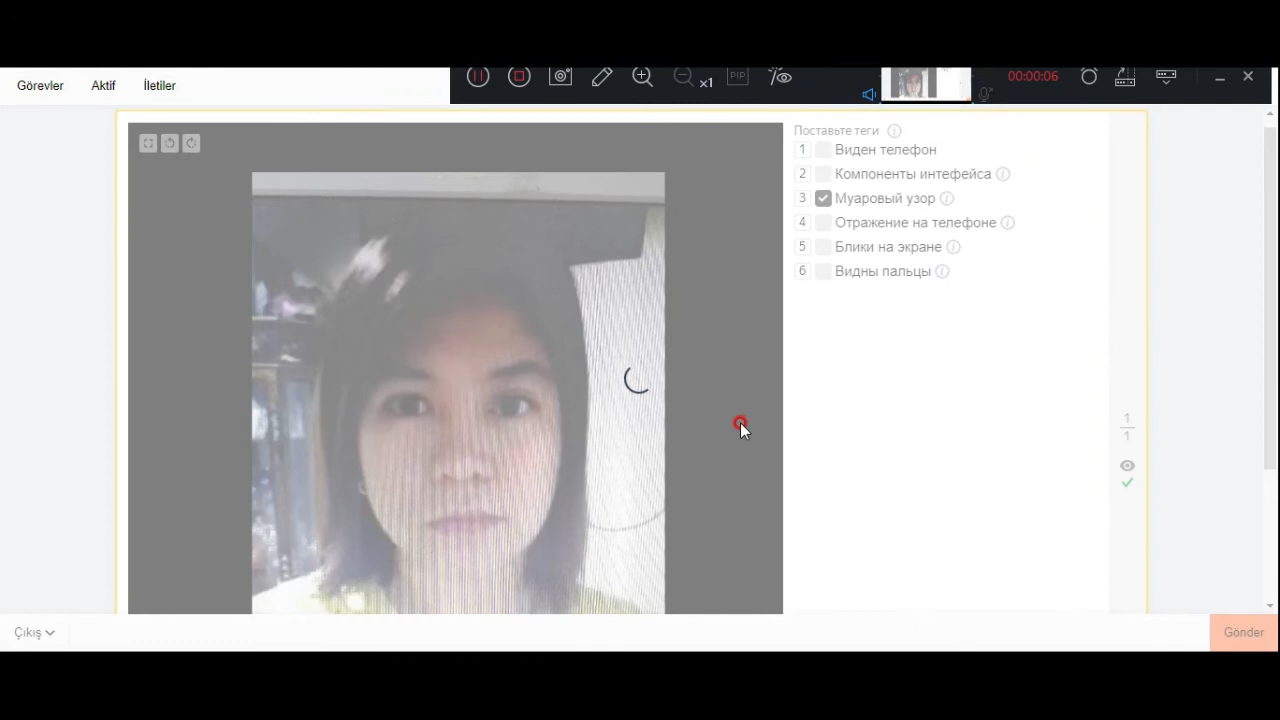 Görevler Aktif İletiler
x1 PIP 00:00:06
Поставьте теги
1 Виден телефон
2 Компоненты интефейса
3 Муаровый узор
4 Отражение на телефоне
5 Блики на экране
6 Видны пальцы
1
1
Çıkış Gönder